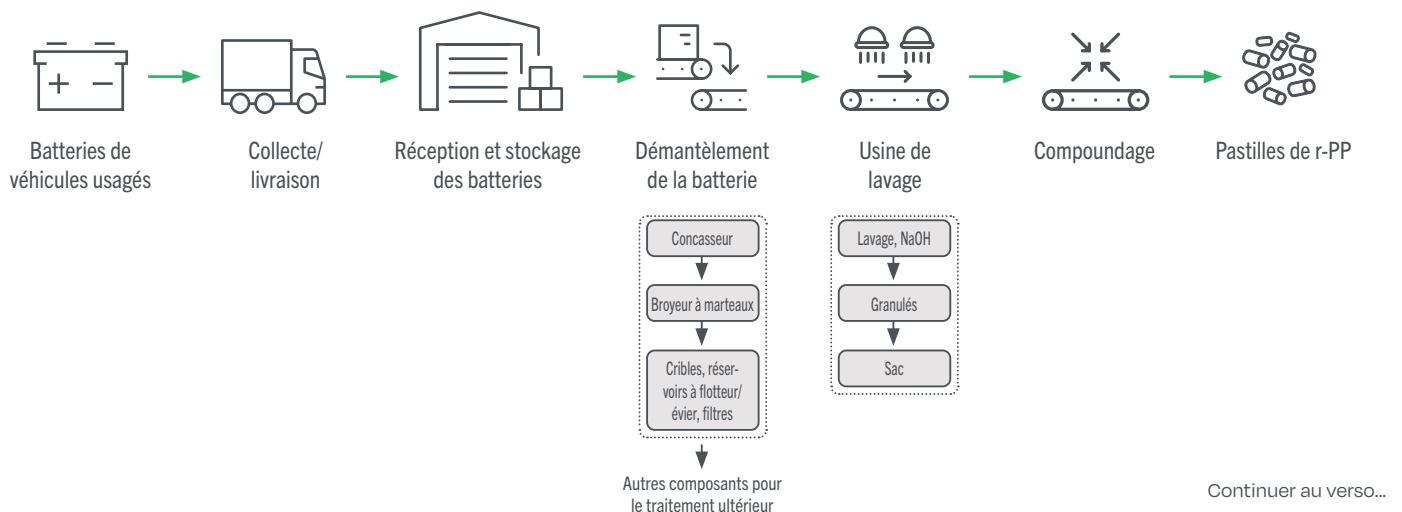 Batteries de
véhicules usagés
Collecte/
livraison
Réception et stockage
des batteries
Démantèlement
de la batterie
Usine de
lavage
Compoundage
Pastilles de r-PP
Concasseur
Broyeur à marteaux
Cribles, réser-
voirs à flotteur/
évier, filtres
Autres composants pour
le traitement ultérieur
Lavage, NaOH
Granulés
Sac
Continuer au verso...